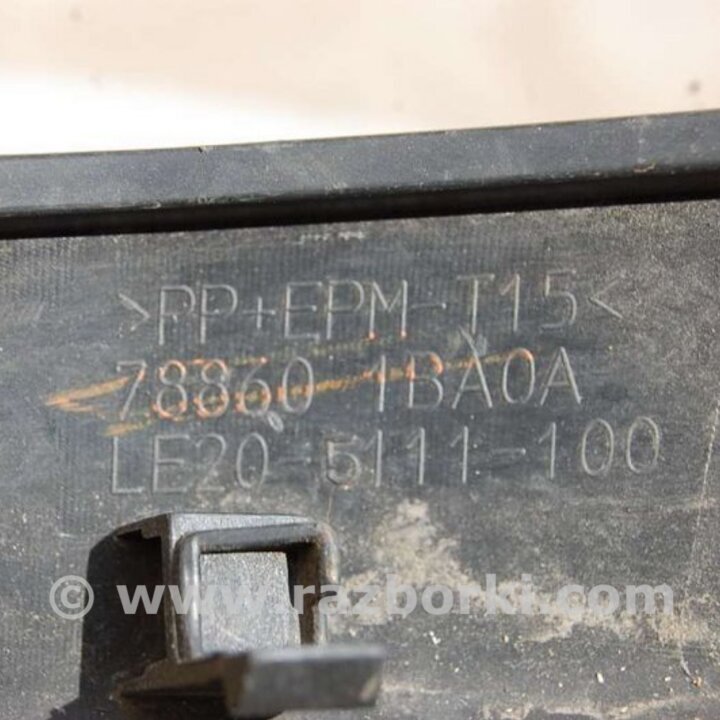 >PP+EPM-T15<
78860 1BA0A
LE20-5111-100
© www.razborki.com